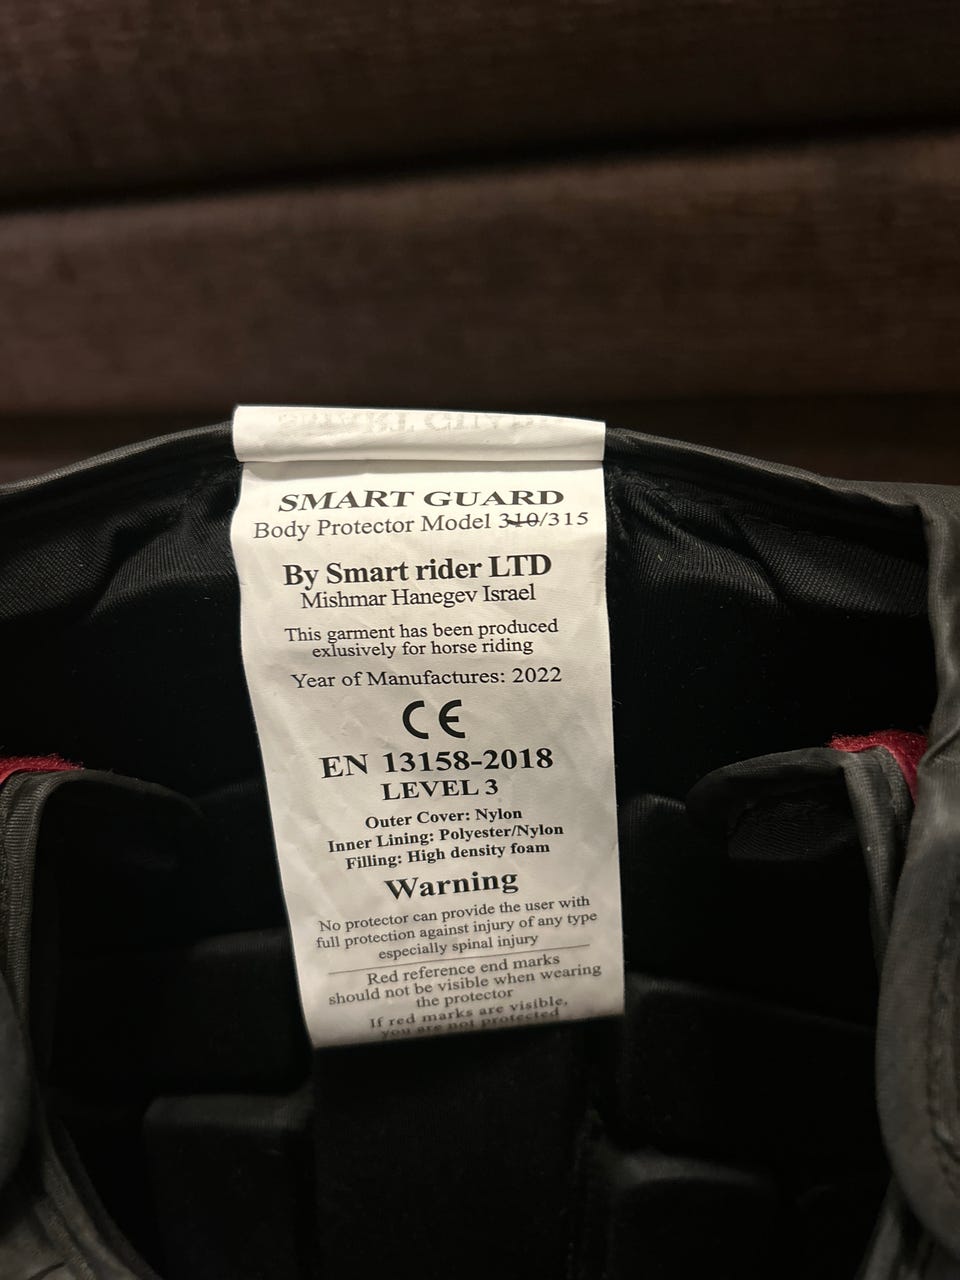 SMART GUARD
Body Protector Model 310/315
By Smart rider LTD
Mishmar Hanegev Israel
This garment has been produced
exlusively for horse riding
Year of Manufactures: 2022
CE
EN 13158-2018
LEVEL 3
Outer Cover: Nylon
Inner Lining: Polyester/Nylon
Filling: High density foam
Warning
No protector can provide the user with
full protection against injury of any type
especially spinal injury
Red reference end marks
should not be visible when wearing
the protector
If red marks are visible,
you are not protected